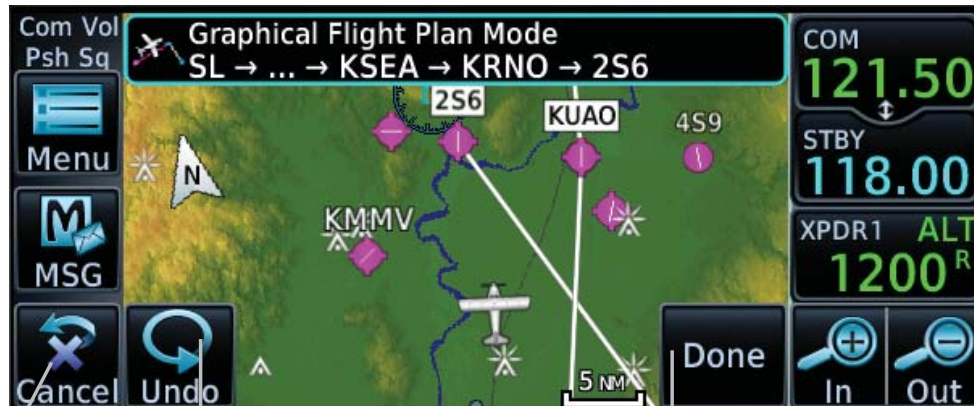 Com Vol
Psh Sq
Menu
MSG
Cancel
Undo
Graphical Flight Plan Mode
SL → ... → KSEA → KRNO → 2S6
2S6
KUAO
4S9
N
KMMV
5 NM
Done
COM
121.50
STBY
118.00
XPDR1 ALT
1200 R
In
Out